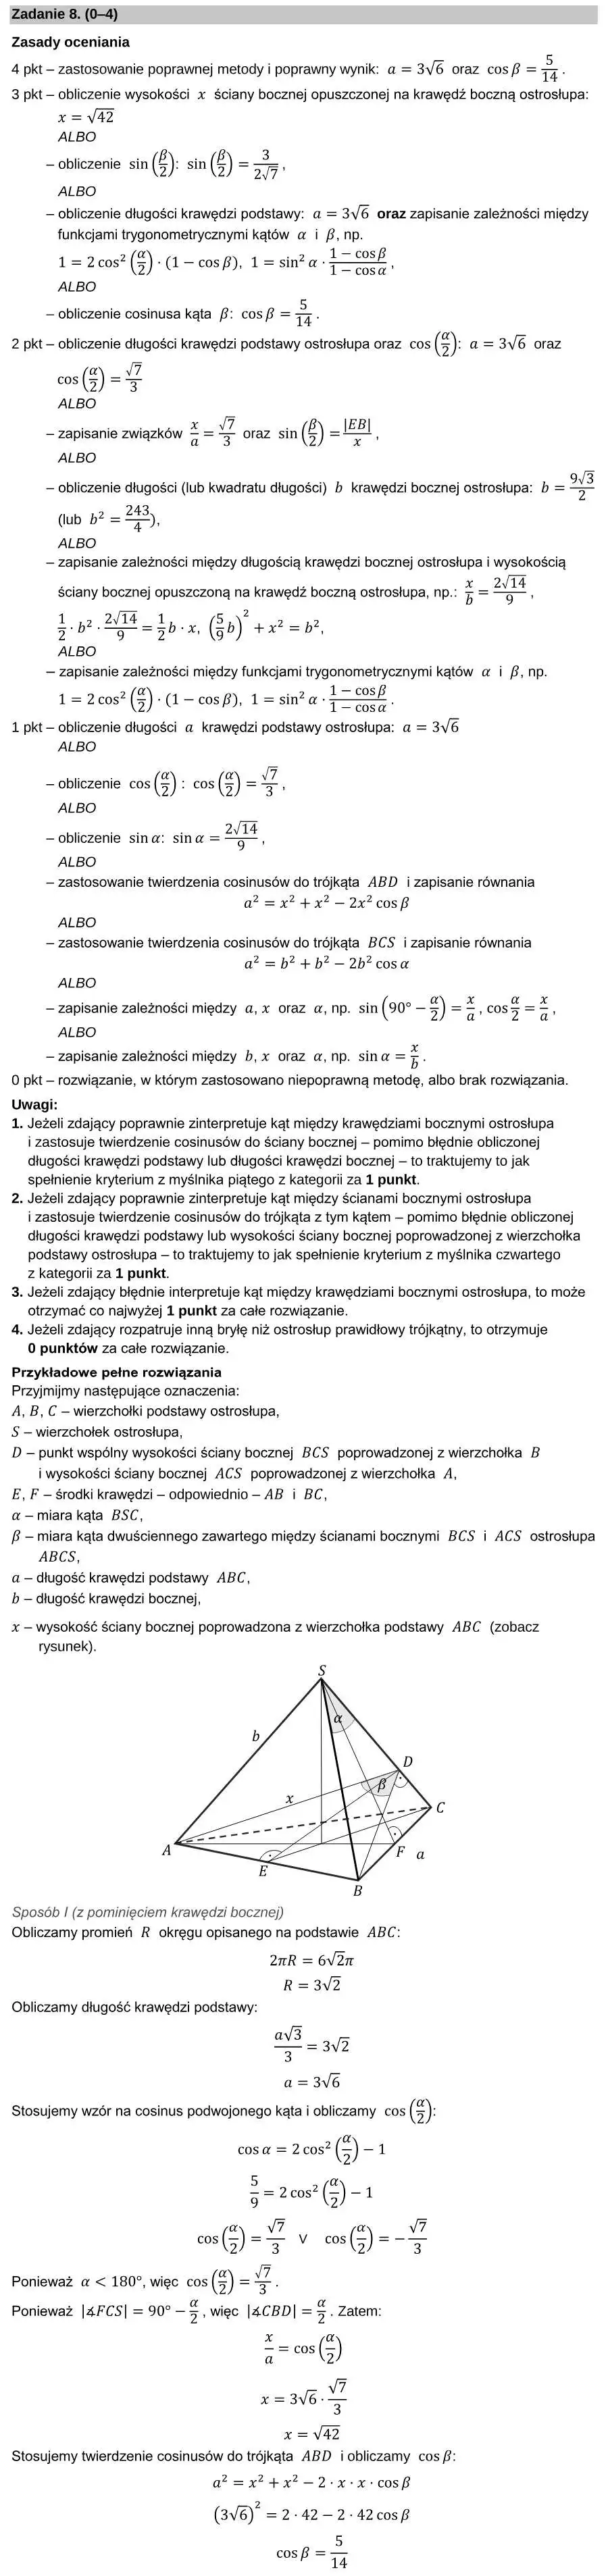 Zadanie 8. (0–4)
Zasady oceniania
4 pkt – zastosowanie poprawnej metody i poprawny wynik: a = 3√6 oraz cos β = 5/14 .
3 pkt – obliczenie wysokości x ściany bocznej opuszczonej na krawędź boczną ostrosłupa:
x = √42
ALBO
– obliczenie sin(β/2): sin(β/2) = 3/(2√7) ,
ALBO
– obliczenie długości krawędzi podstawy: a = 3√6 oraz zapisanie zależności między
funkcjami trygonometrycznymi kątów α i β, np.
1 = 2 cos²(α/2) · (1 − cos β), 1 = sin² α · (1 − cos β)/(1 − cos α) ,
ALBO
– obliczenie cosinusa kąta β: cos β = 5/14 .
2 pkt – obliczenie długości krawędzi podstawy ostrosłupa oraz cos(α/2): a = 3√6 oraz
cos(α/2) = √7/3
ALBO
– zapisanie związków x/a = √7/3 oraz sin(β/2) = |EB|/x ,
ALBO
– obliczenie długości (lub kwadratu długości) b krawędzi bocznej ostrosłupa: b = 9√3/2
(lub b² = 243/4),
ALBO
– zapisanie zależności między długością krawędzi bocznej ostrosłupa i wysokością
ściany bocznej opuszczoną na krawędź boczną ostrosłupa, np.: x/b = 2√14/9 ,
1/2 · b² · 2√14/9 = 1/2 b · x, (5/9 b)² + x² = b²,
ALBO
– zapisanie zależności między funkcjami trygonometrycznymi kątów α i β, np.
1 = 2 cos²(α/2) · (1 − cos β), 1 = sin² α · (1 − cos β)/(1 − cos α) .
1 pkt – obliczenie długości a krawędzi podstawy ostrosłupa: a = 3√6
ALBO
– obliczenie cos(α/2) : cos(α/2) = √7/3 ,
ALBO
– obliczenie sin α: sin α = 2√14/9 ,
ALBO
– zastosowanie twierdzenia cosinusów do trójkąta ABD i zapisanie równania
a² = x² + x² − 2x² cos β
ALBO
– zastosowanie twierdzenia cosinusów do trójkąta BCS i zapisanie równania
a² = b² + b² − 2b² cos α
ALBO
– zapisanie zależności między a, x oraz α, np. sin(90° − α/2) = x/a , cos α/2 = x/a ,
ALBO
– zapisanie zależności między b, x oraz α, np. sin α = x/b .
0 pkt – rozwiązanie, w którym zastosowano niepoprawną metodę, albo brak rozwiązania.
Uwagi:
1. Jeżeli zdający poprawnie zinterpretuje kąt między krawędziami bocznymi ostrosłupa
i zastosuje twierdzenie cosinusów do ściany bocznej – pomimo błędnie obliczonej
długości krawędzi podstawy lub długości krawędzi bocznej – to traktujemy to jak
spełnienie kryterium z myślnika piątego z kategorii za 1 punkt.
2. Jeżeli zdający poprawnie zinterpretuje kąt między ścianami bocznymi ostrosłupa
i zastosuje twierdzenie cosinusów do trójkąta z tym kątem – pomimo błędnie obliczonej
długości krawędzi podstawy lub wysokości ściany bocznej poprowadzonej z wierzchołka
podstawy ostrosłupa – to traktujemy to jak spełnienie kryterium z myślnika czwartego
z kategorii za 1 punkt.
3. Jeżeli zdający błędnie interpretuje kąt między krawędziami bocznymi ostrosłupa, to może
otrzymać co najwyżej 1 punkt za całe rozwiązanie.
4. Jeżeli zdający rozpatruje inną bryłę niż ostrosłup prawidłowy trójkątny, to otrzymuje
0 punktów za całe rozwiązanie.
Przykładowe pełne rozwiązania
Przyjmijmy następujące oznaczenia:
A, B, C – wierzchołki podstawy ostrosłupa,
S – wierzchołek ostrosłupa,
D – punkt wspólny wysokości ściany bocznej BCS poprowadzonej z wierzchołka B
i wysokości ściany bocznej ACS poprowadzonej z wierzchołka A,
E, F – środki krawędzi – odpowiednio – AB i BC,
α – miara kąta BSC,
β – miara kąta dwuściennego zawartego między ścianami bocznymi BCS i ACS ostrosłupa
ABCS,
a – długość krawędzi podstawy ABC,
b – długość krawędzi bocznej,
x – wysokość ściany bocznej poprowadzona z wierzchołka podstawy ABC (zobacz
rysunek).
S
α
b
D
β
x
C
A
F a
E
B
Sposób I (z pominięciem krawędzi bocznej)
Obliczamy promień R okręgu opisanego na podstawie ABC:
2πR = 6√2π
R = 3√2
Obliczamy długość krawędzi podstawy:
a√3/3 = 3√2
a = 3√6
Stosujemy wzór na cosinus podwojonego kąta i obliczamy cos(α/2):
cos α = 2 cos²(α/2) − 1
5/9 = 2 cos²(α/2) − 1
cos(α/2) = √7/3 ∨ cos(α/2) = −√7/3
Ponieważ α < 180°, więc cos(α/2) = √7/3 .
Ponieważ |∡FCS| = 90° − α/2 , więc |∡CBD| = α/2 . Zatem:
x/a = cos(α/2)
x = 3√6 · √7/3
x = √42
Stosujemy twierdzenie cosinusów do trójkąta ABD i obliczamy cos β:
a² = x² + x² − 2 · x · x · cos β
(3√6)² = 2 · 42 − 2 · 42 cos β
cos β = 5/14